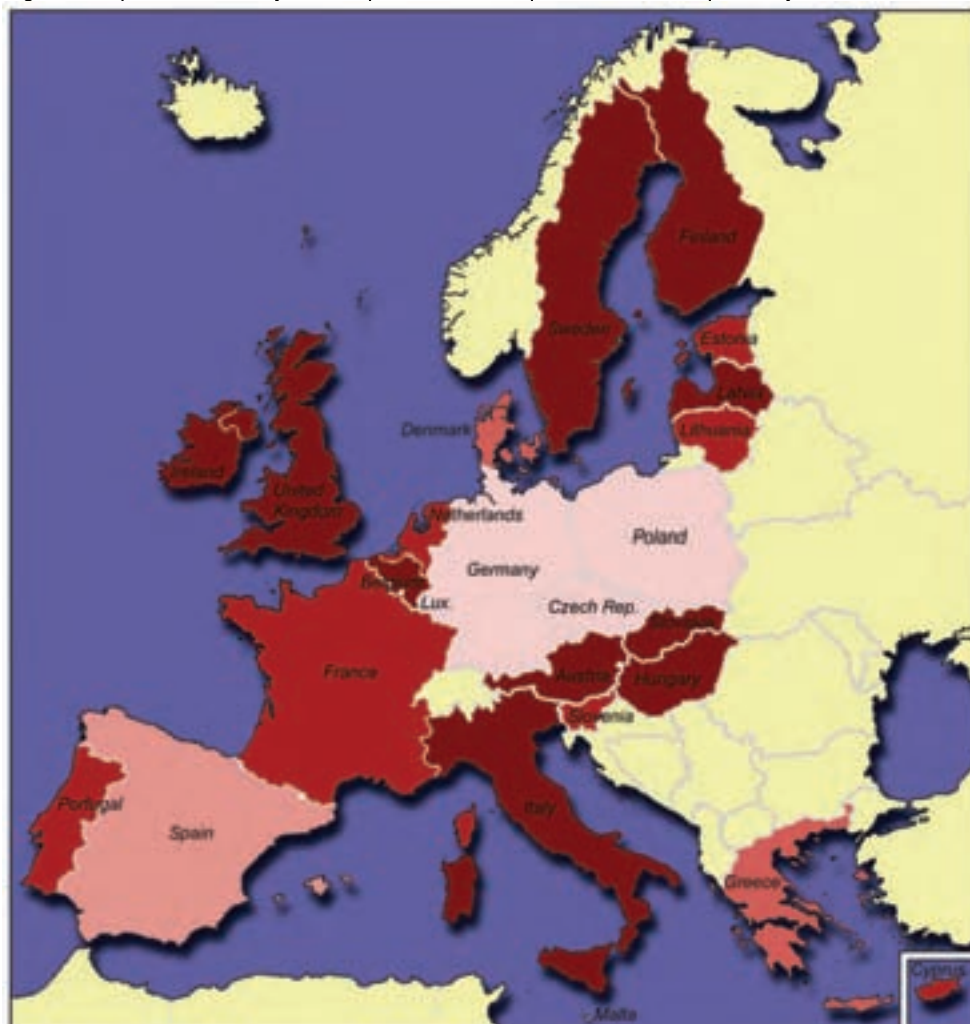 Finland
Sweden
Estonia
Latvia
Lithuania
Denmark
Ireland
United
Kingdom
Netherlands
Poland
Germany
Belgium
Lux.
Czech Rep.
France
Austria
Hungary
Slovenia
Portugal
Spain
Italy
Greece
Cyprus
Malta